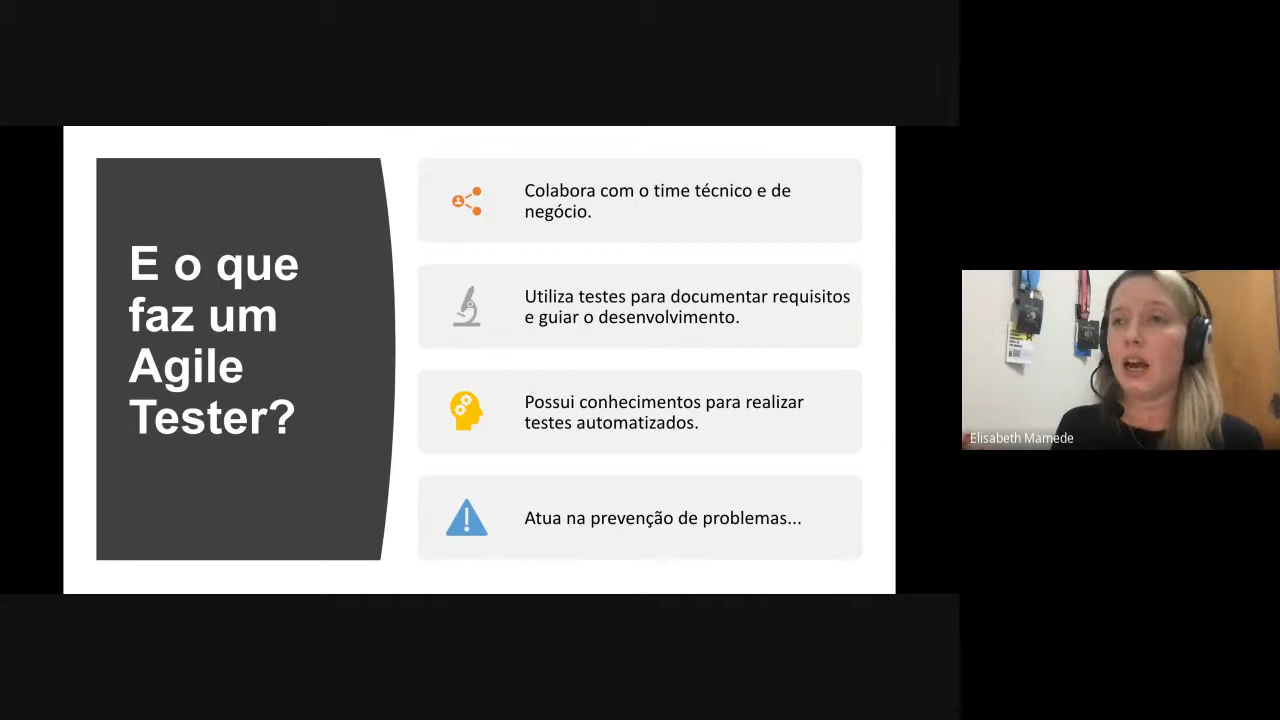 E o que
faz um
Agile
Tester?
Colabora com o time técnico e de
negócio.
Utiliza testes para documentar requisitos
e guiar o desenvolvimento.
Possui conhecimentos para realizar
testes automatizados.
Atua na prevenção de problemas...
Elisabeth Mamede